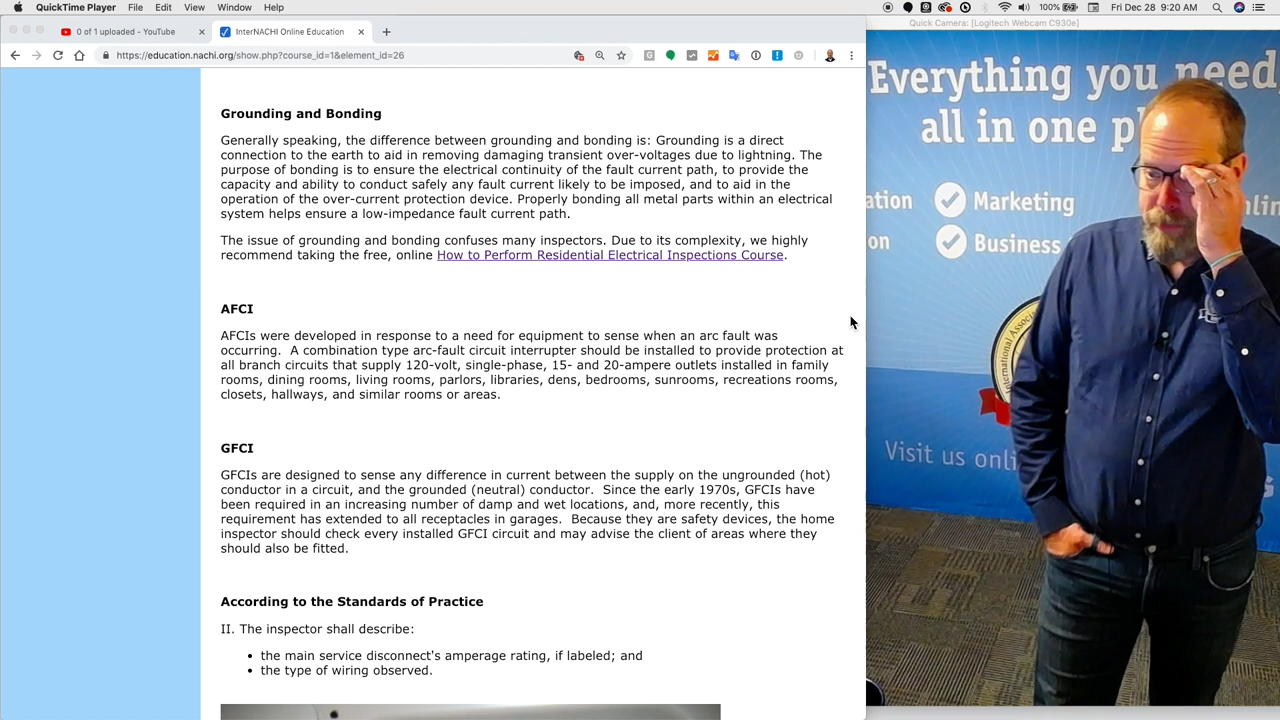 QuickTime Player File Edit View Window Help
100% Fri Dec 28 9:20 AM
Quick Camera: [Logitech Webcam C930e]
0 of 1 uploaded - YouTube
InterNACHI Online Education
https://education.nachi.org/show.php?course_id=1&element_id=26
Grounding and Bonding
Generally speaking, the difference between grounding and bonding is: Grounding is a direct
connection to the earth to aid in removing damaging transient over-voltages due to lightning. The
purpose of bonding is to ensure the electrical continuity of the fault current path, to provide the
capacity and ability to conduct safely any fault current likely to be imposed, and to aid in the
operation of the over-current protection device. Properly bonding all metal parts within an electrical
system helps ensure a low-impedance fault current path.
The issue of grounding and bonding confuses many inspectors. Due to its complexity, we highly
recommend taking the free, online How to Perform Residential Electrical Inspections Course.
AFCI
AFCIs were developed in response to a need for equipment to sense when an arc fault was
occurring. A combination type arc-fault circuit interrupter should be installed to provide protection at
all branch circuits that supply 120-volt, single-phase, 15- and 20-ampere outlets installed in family
rooms, dining rooms, living rooms, parlors, libraries, dens, bedrooms, sunrooms, recreations rooms,
closets, hallways, and similar rooms or areas.
GFCI
GFCIs are designed to sense any difference in current between the supply on the ungrounded (hot)
conductor in a circuit, and the grounded (neutral) conductor. Since the early 1970s, GFCIs have
been required in an increasing number of damp and wet locations, and, more recently, this
requirement has extended to all receptacles in garages. Because they are safety devices, the home
inspector should check every installed GFCI circuit and may advise the client of areas where they
should also be fitted.
According to the Standards of Practice
II. The inspector shall describe:
the main service disconnect's amperage rating, if labeled; and
the type of wiring observed.
Everything you need,
all in one
Marketing
Business
International Associa
Visit us onli